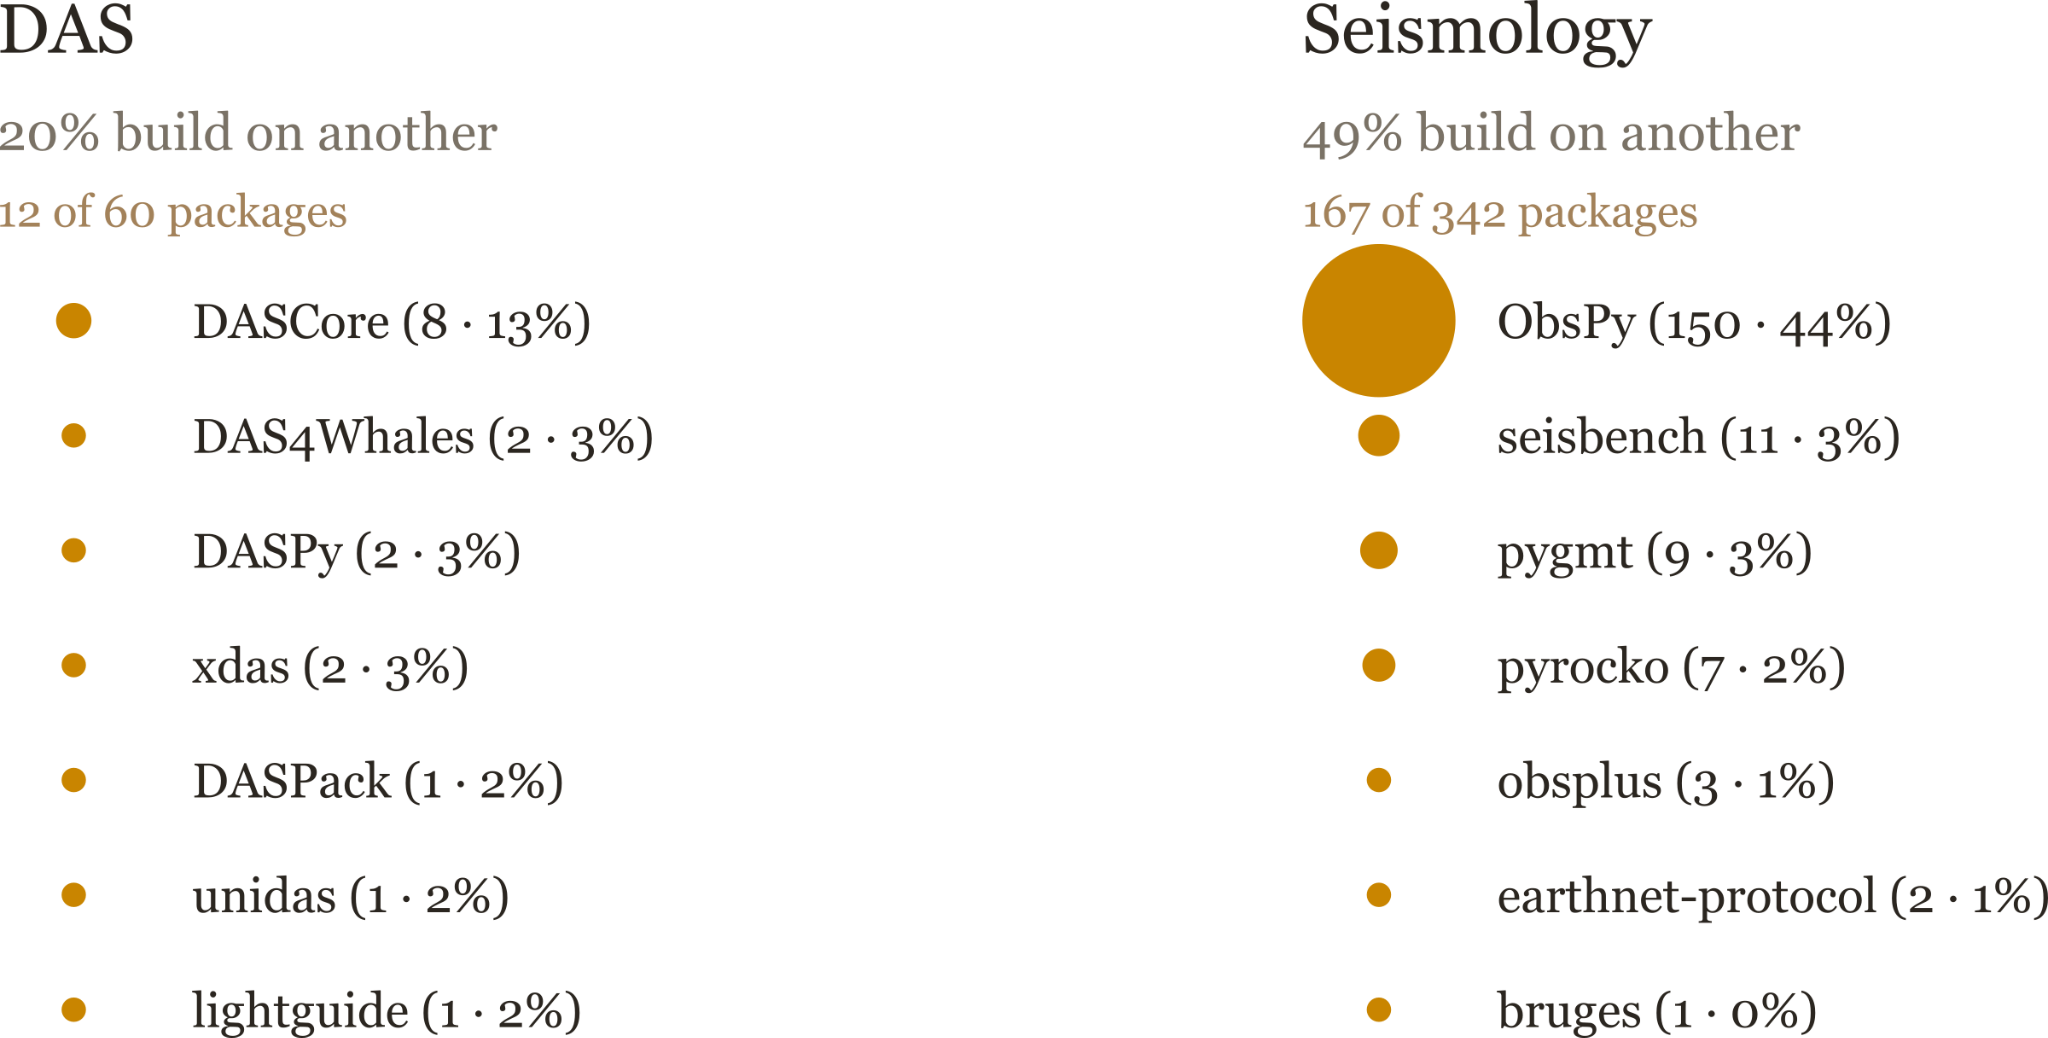 DAS
20% build on another
12 of 60 packages
DASCore (8 · 13%)
DAS4Whales (2 · 3%)
DASPy (2 · 3%)
xdas (2 · 3%)
DASPack (1 · 2%)
unidas (1 · 2%)
lightguide (1 · 2%)
Seismology
49% build on another
167 of 342 packages
ObsPy (150 · 44%)
seisbench (11 · 3%)
pygmt (9 · 3%)
pyrocko (7 · 2%)
obsplus (3 · 1%)
earthnet-protocol (2 · 1%)
bruges (1 · 0%)